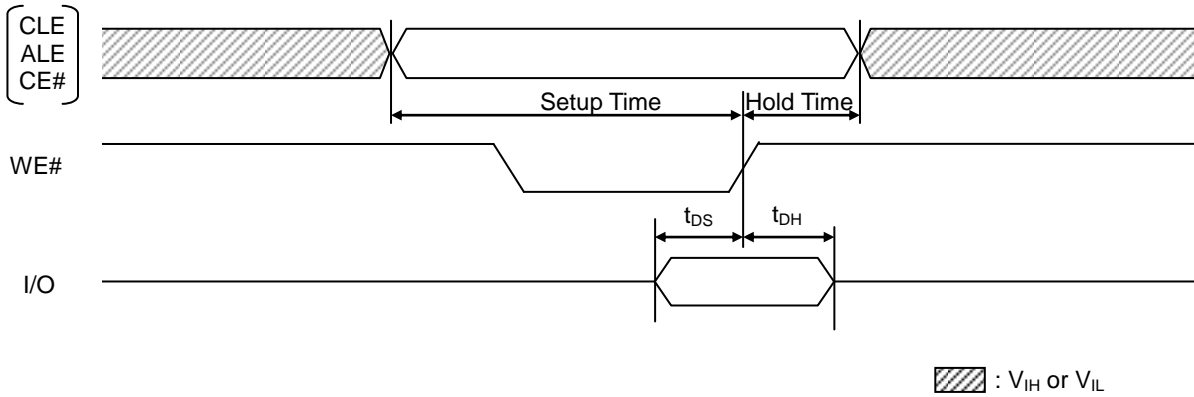 CLE
ALE
CE#
Setup Time
Hold Time
WE#
tDS
tDH
I/O
: VIH or VIL